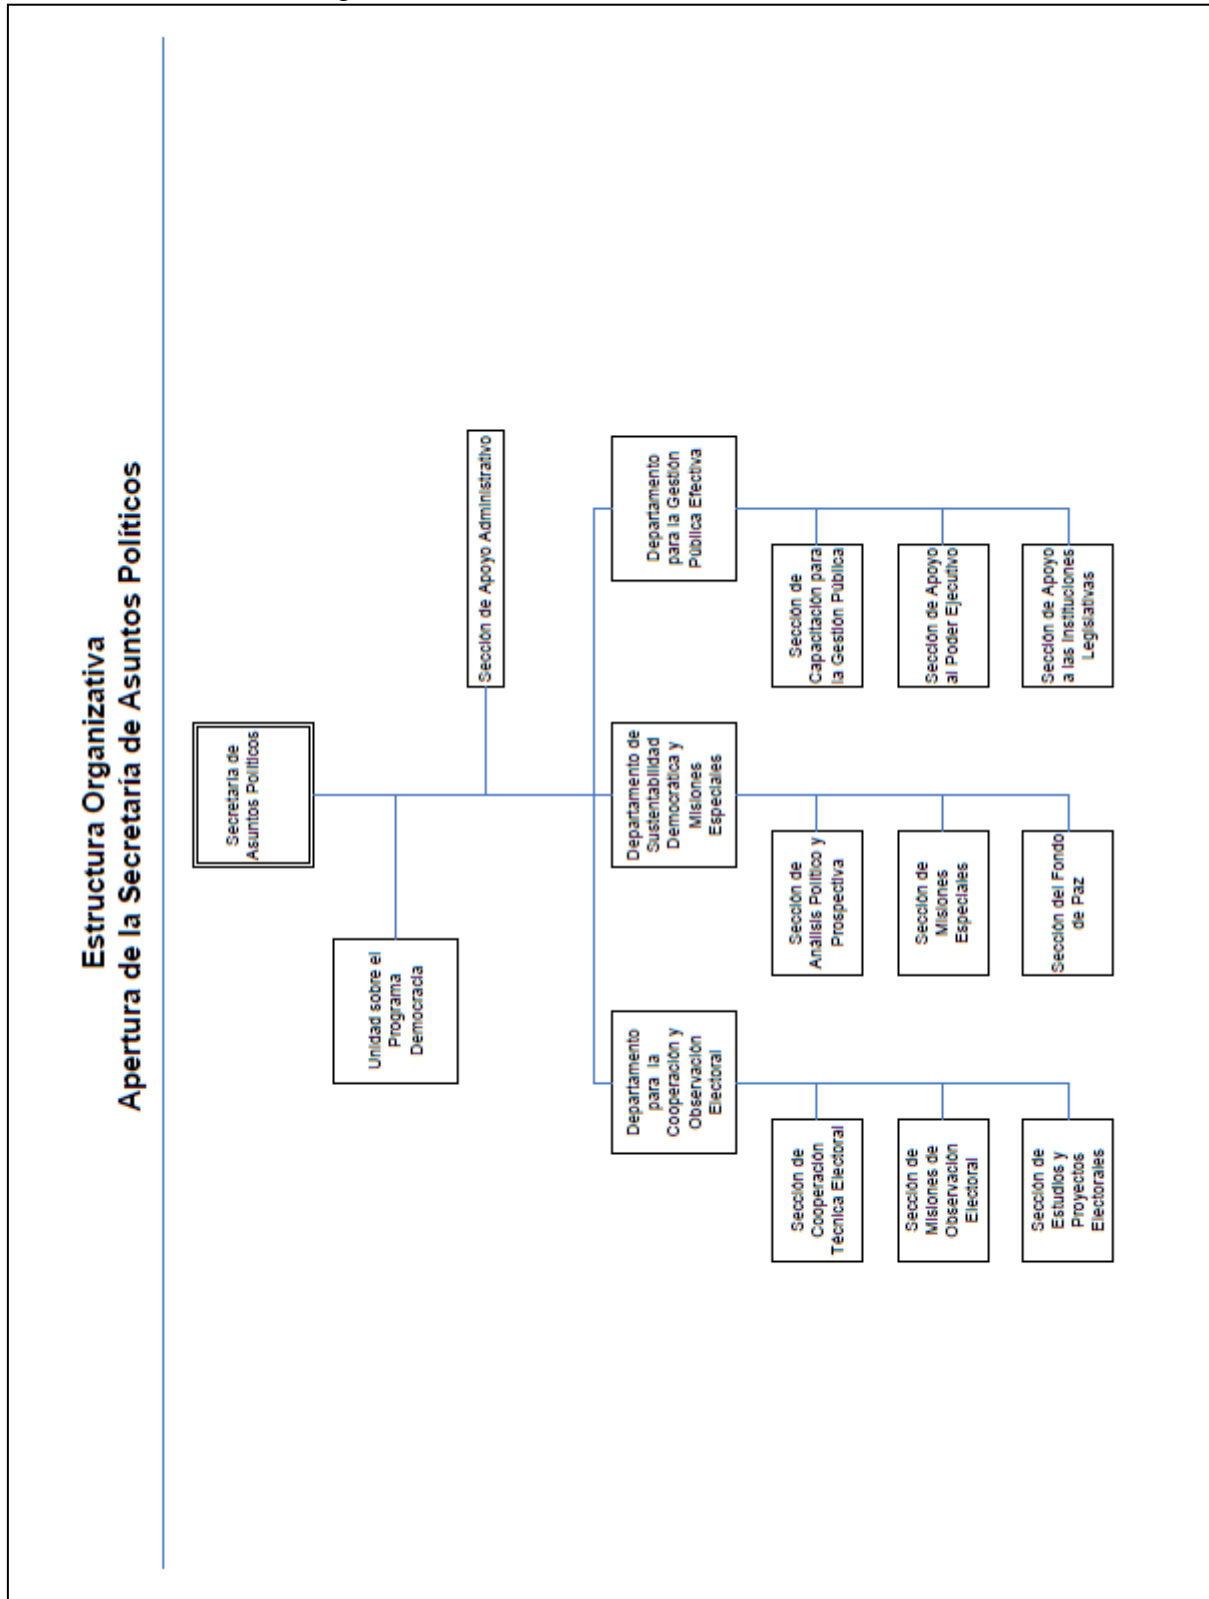 Estructura Organizativa
Apertura de la Secretaría de Asuntos Políticos
Secretaría de
Asuntos Políticos
Unidad sobre el
Programa
Democracia
Sección de Apoyo Administrativo
Departamento
para la
Cooperación y
Observación
Electoral
Departamento de
Sustentabilidad
Democrática y
Misiones
Especiales
Departamento
para la Gestión
Pública Efectiva
Sección de
Cooperación
Técnica Electoral
Sección de
Análisis Político y
Prospectiva
Sección de
Capacitación para
la Gestión Pública
Sección de
Misiones de
Observación
Electoral
Sección de
Misiones
Especiales
Sección de Apoyo
al Poder Ejecutivo
Sección de
Estudios y
Proyectos
Electorales
Sección del Fondo
de Paz
Sección de Apoyo
a las Instituciones
Legislativas